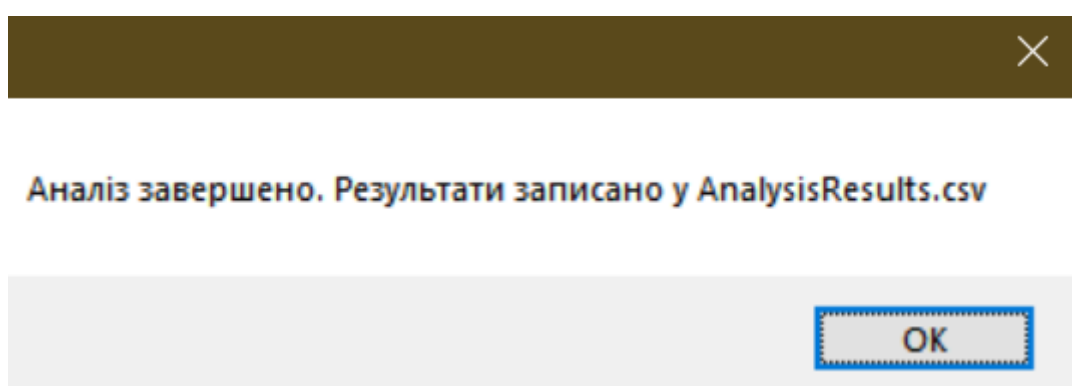 Аналіз завершено. Результати записано у AnalysisResults.csv
OK